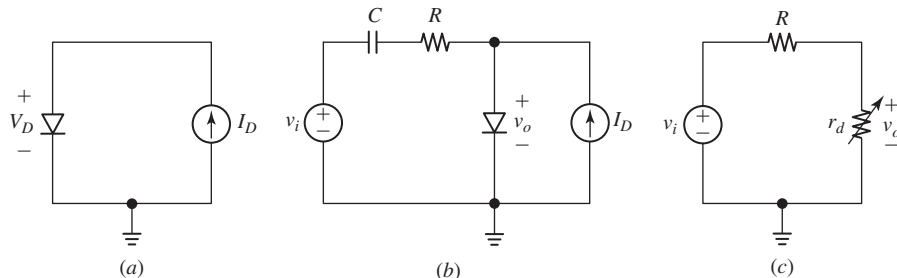 +
V_D
−
I_D
(a)
C
R
v_i
+
−
+
v_o
−
I_D
(b)
R
v_i
+
−
r_d
+
v_o
−
(c)